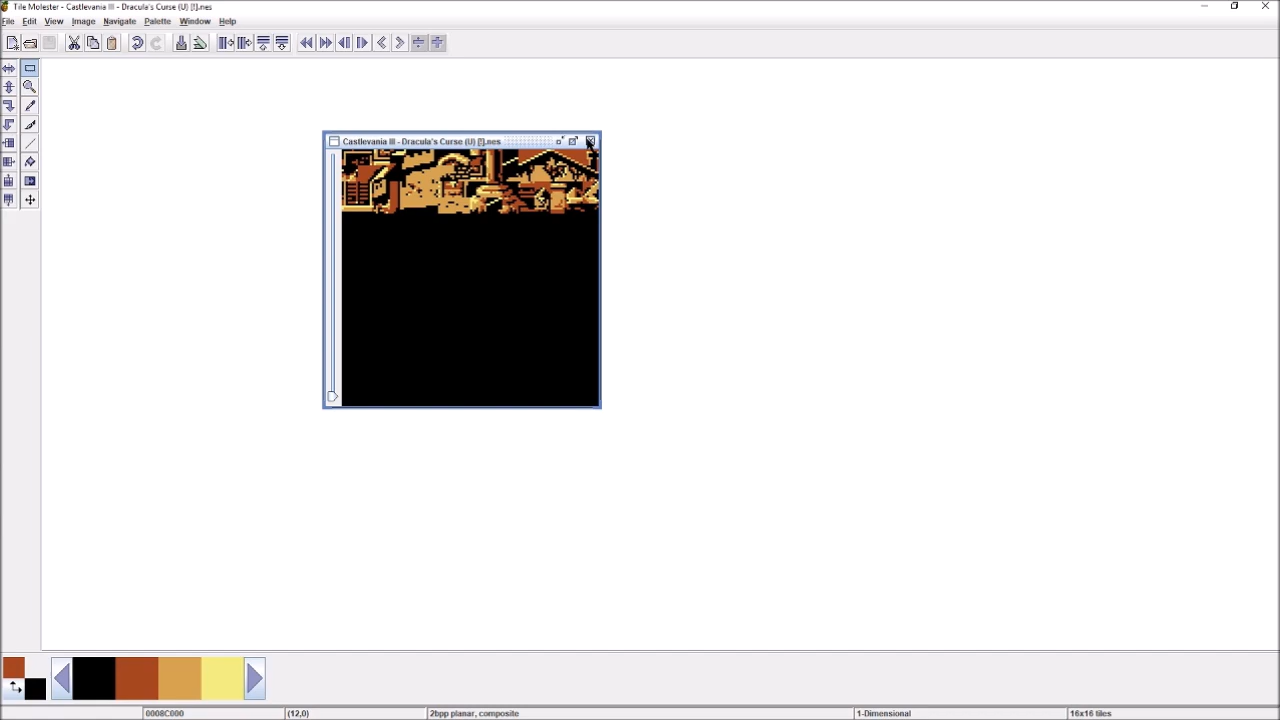 Tile Molester - Castlevania III - Dracula's Curse (U) [!].nes
File Edit View Image Navigate Palette Window Help
Castlevania III - Dracula's Curse (U) [!].nes
0008C000 (12,0) 2bpp planar, composite 1-Dimensional 16x16 tiles